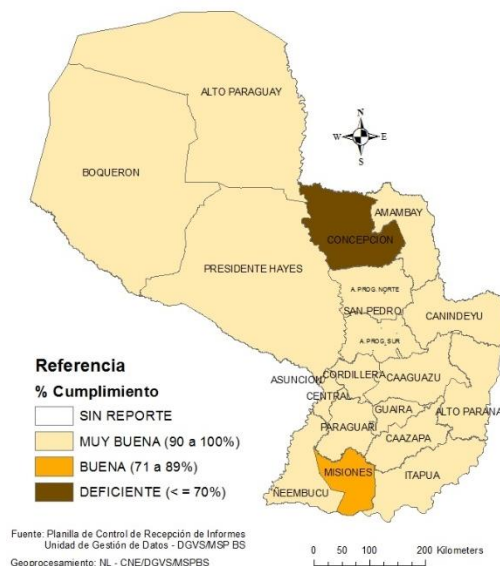 ALTO PARAGUAY
N
W E
S
BOQUERON
AMAMBAY
CONCEPCION
PRESIDENTE HAYES
A. PROG. NORTE
SAN PEDRO
CANINDEYU
A. PROG. SUR
Referencia
% Cumplimiento
SIN REPORTE
MUY BUENA (90 a 100%)
BUENA (71 a 89%)
DEFICIENTE (< = 70%)
ASUNCION
CORDILLERA
CAAGUAZU
CENTRAL
GUAIRA
ALTO PARANA
PARAGUARI
CAAZAPA
MISIONES
ITAPUA
ÑEEMBUCU
Fuente: Planilla de Control de Recepción de Informes
Unidad de Gestión de Datos - DGVS/MSP BS
Geoprocesamiento: NL - CNE/DGVS/MSPBS
0 50 100 200 Kilometers